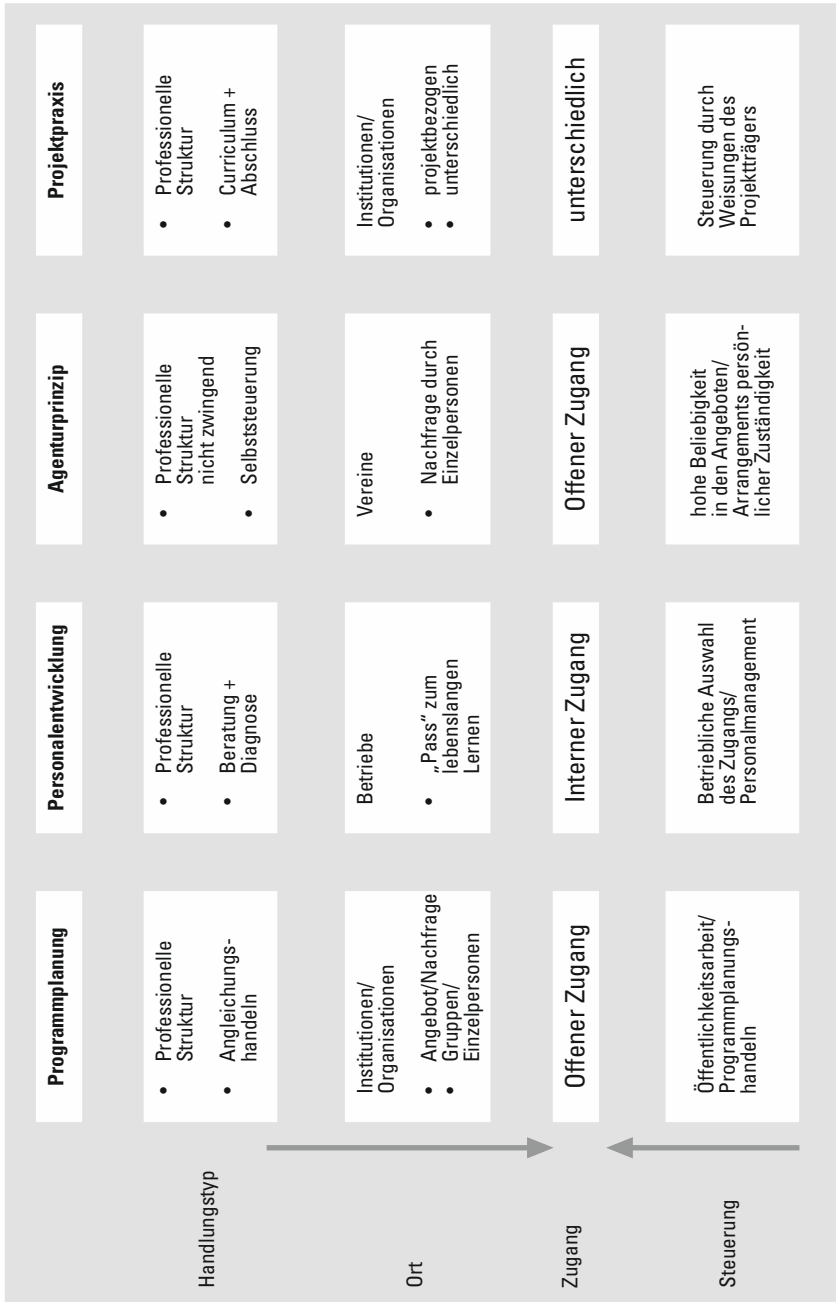 Programmplanung
Personalentwicklung
Agenturprinzip
Projektpraxis
Handlungstyp
• Professionelle
Struktur
• Angleichungs-
handeln
• Professionelle
Struktur
• Beratung +
Diagnose
• Professionelle
Struktur
nicht zwingend
• Selbststeuerung
• Professionelle
Struktur
• Curriculum +
Abschluss
Ort
Institutionen/
Organisationen
• Angebot/Nachfrage
• Gruppen/
Einzelpersonen
Betriebe
• „Pass“ zum
lebenslangen
Lernen
Vereine
• Nachfrage durch
Einzelpersonen
Institutionen/
Organisationen
• projektbezogen
• unterschiedlich
Zugang
Offener Zugang
Interner Zugang
Offener Zugang
unterschiedlich
Steuerung
Öffentlichkeitsarbeit/
Programmplanungs-
handeln
Betriebliche Auswahl
des Zugangs/
Personalmanagement
hohe Beliebigkeit
in den Angeboten/
Arrangements persön-
licher Zuständigkeit
Steuerung durch
Weisungen des
Projektträgers